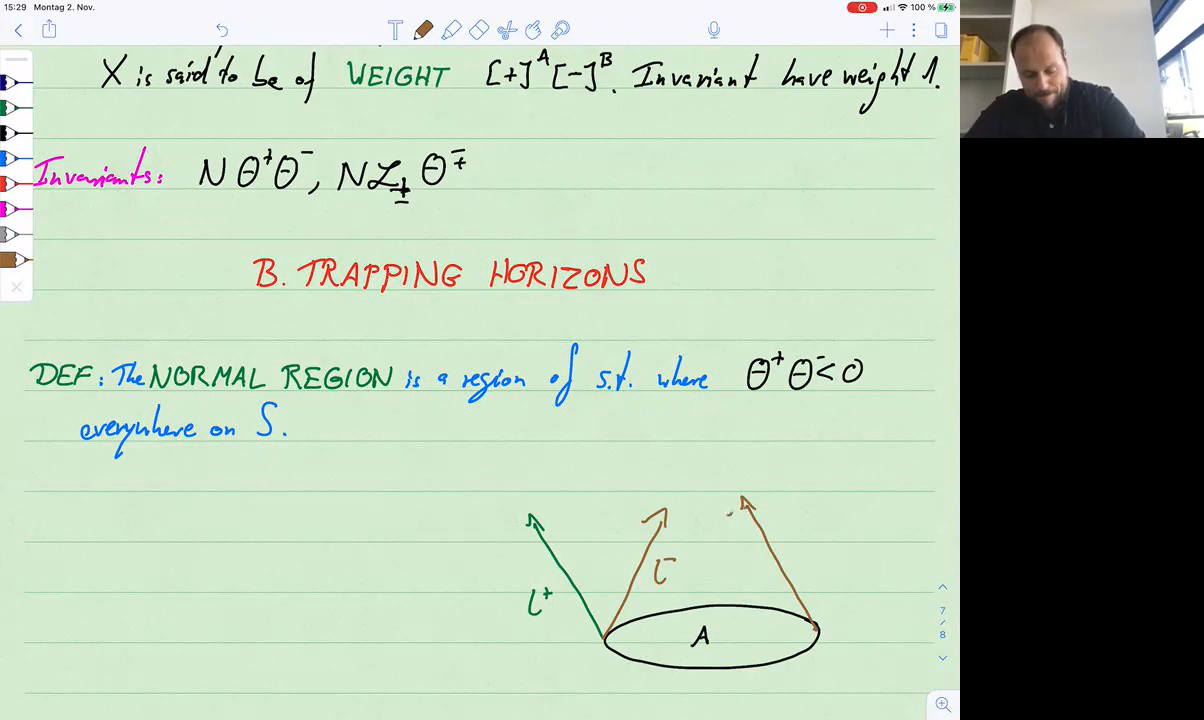 15:29 Montag 2. Nov.
100 %
X is said to be of WEIGHT [+]^A [-]^B. Invariant have weight 1.
Invariants: N Θ⁺Θ⁻, N ℒ± Θ∓
B. TRAPPING HORIZONS
DEF: The NORMAL REGION is a region of s.t. where Θ⁺Θ⁻<0
everywhere on S.
l⁺
l⁻
A
7
/
8